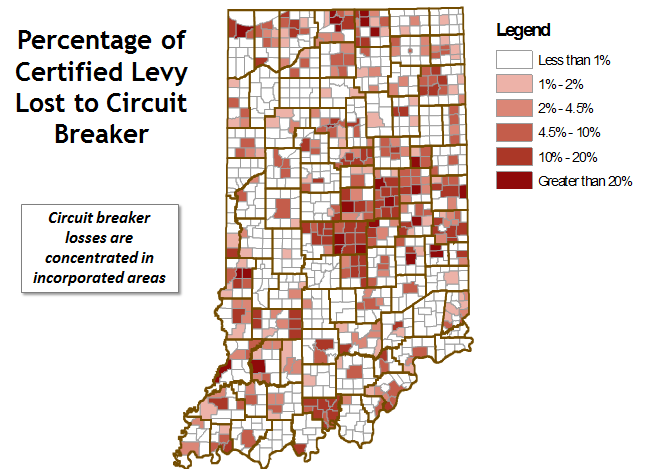 Percentage of
Certified Levy
Lost to Circuit
Breaker
Circuit breaker
losses are
concentrated in
incorporated areas
Legend
Less than 1%
1% - 2%
2% - 4.5%
4.5% - 10%
10% - 20%
Greater than 20%